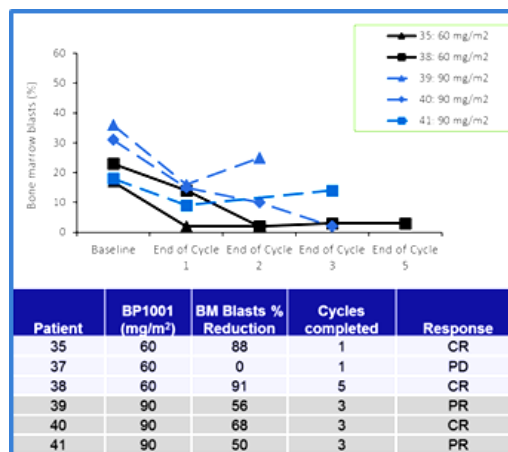 60
50
40
30
20
10
0
Bone marrow blasts (%)
Baseline End of Cycle End of Cycle End of Cycle End of Cycle
1 2 3 5
35: 60 mg/m2
38: 60 mg/m2
39: 90 mg/m2
40: 90 mg/m2
41: 90 mg/m2
BP1001 BM Blasts % Cycles
Patient (mg/m²) Reduction completed Response
35 60 88 1 CR
37 60 0 1 PD
38 60 91 5 CR
39 90 56 3 PR
40 90 68 3 CR
41 90 50 3 PR